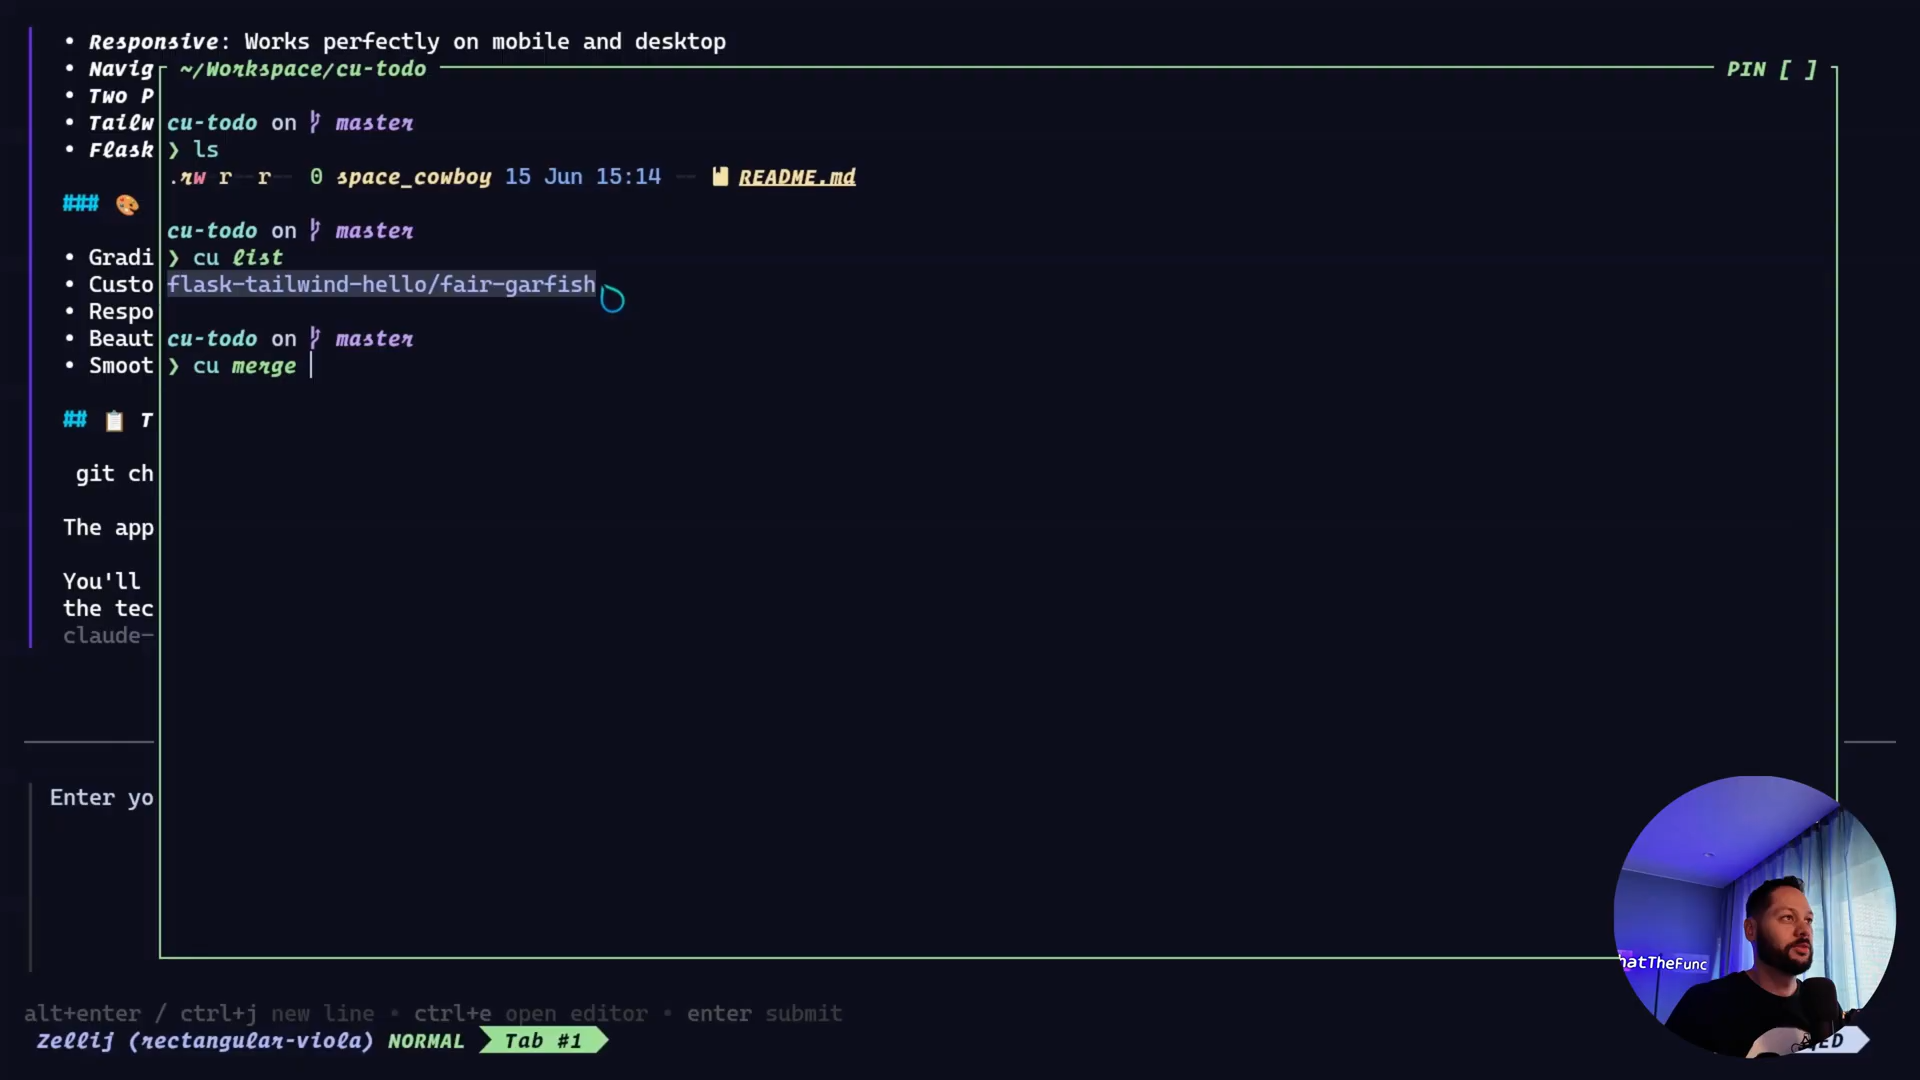 • Responsive: Works perfectly on mobile and desktop
• Navig
• Two P
• Tailw
• Flask
### 🎨
• Gradi
• Custo
• Respo
• Beaut
• Smoot
## 📋 T
git ch
The app
You'll
the tec
claude-
Enter yo
~/Workspace/cu-todo PIN [ ]
cu-todo on master
❯ ls
.rw-r--r-- 0 space_cowboy 15 Jun 15:14 -- README.md
cu-todo on master
❯ cu list
flask-tailwind-hello/fair-garfish
cu-todo on master
❯ cu merge
hatTheFunc
alt+enter / ctrl+j new line • ctrl+e open editor • enter submit
Zellij (rectangular-viola) NORMAL Tab #1